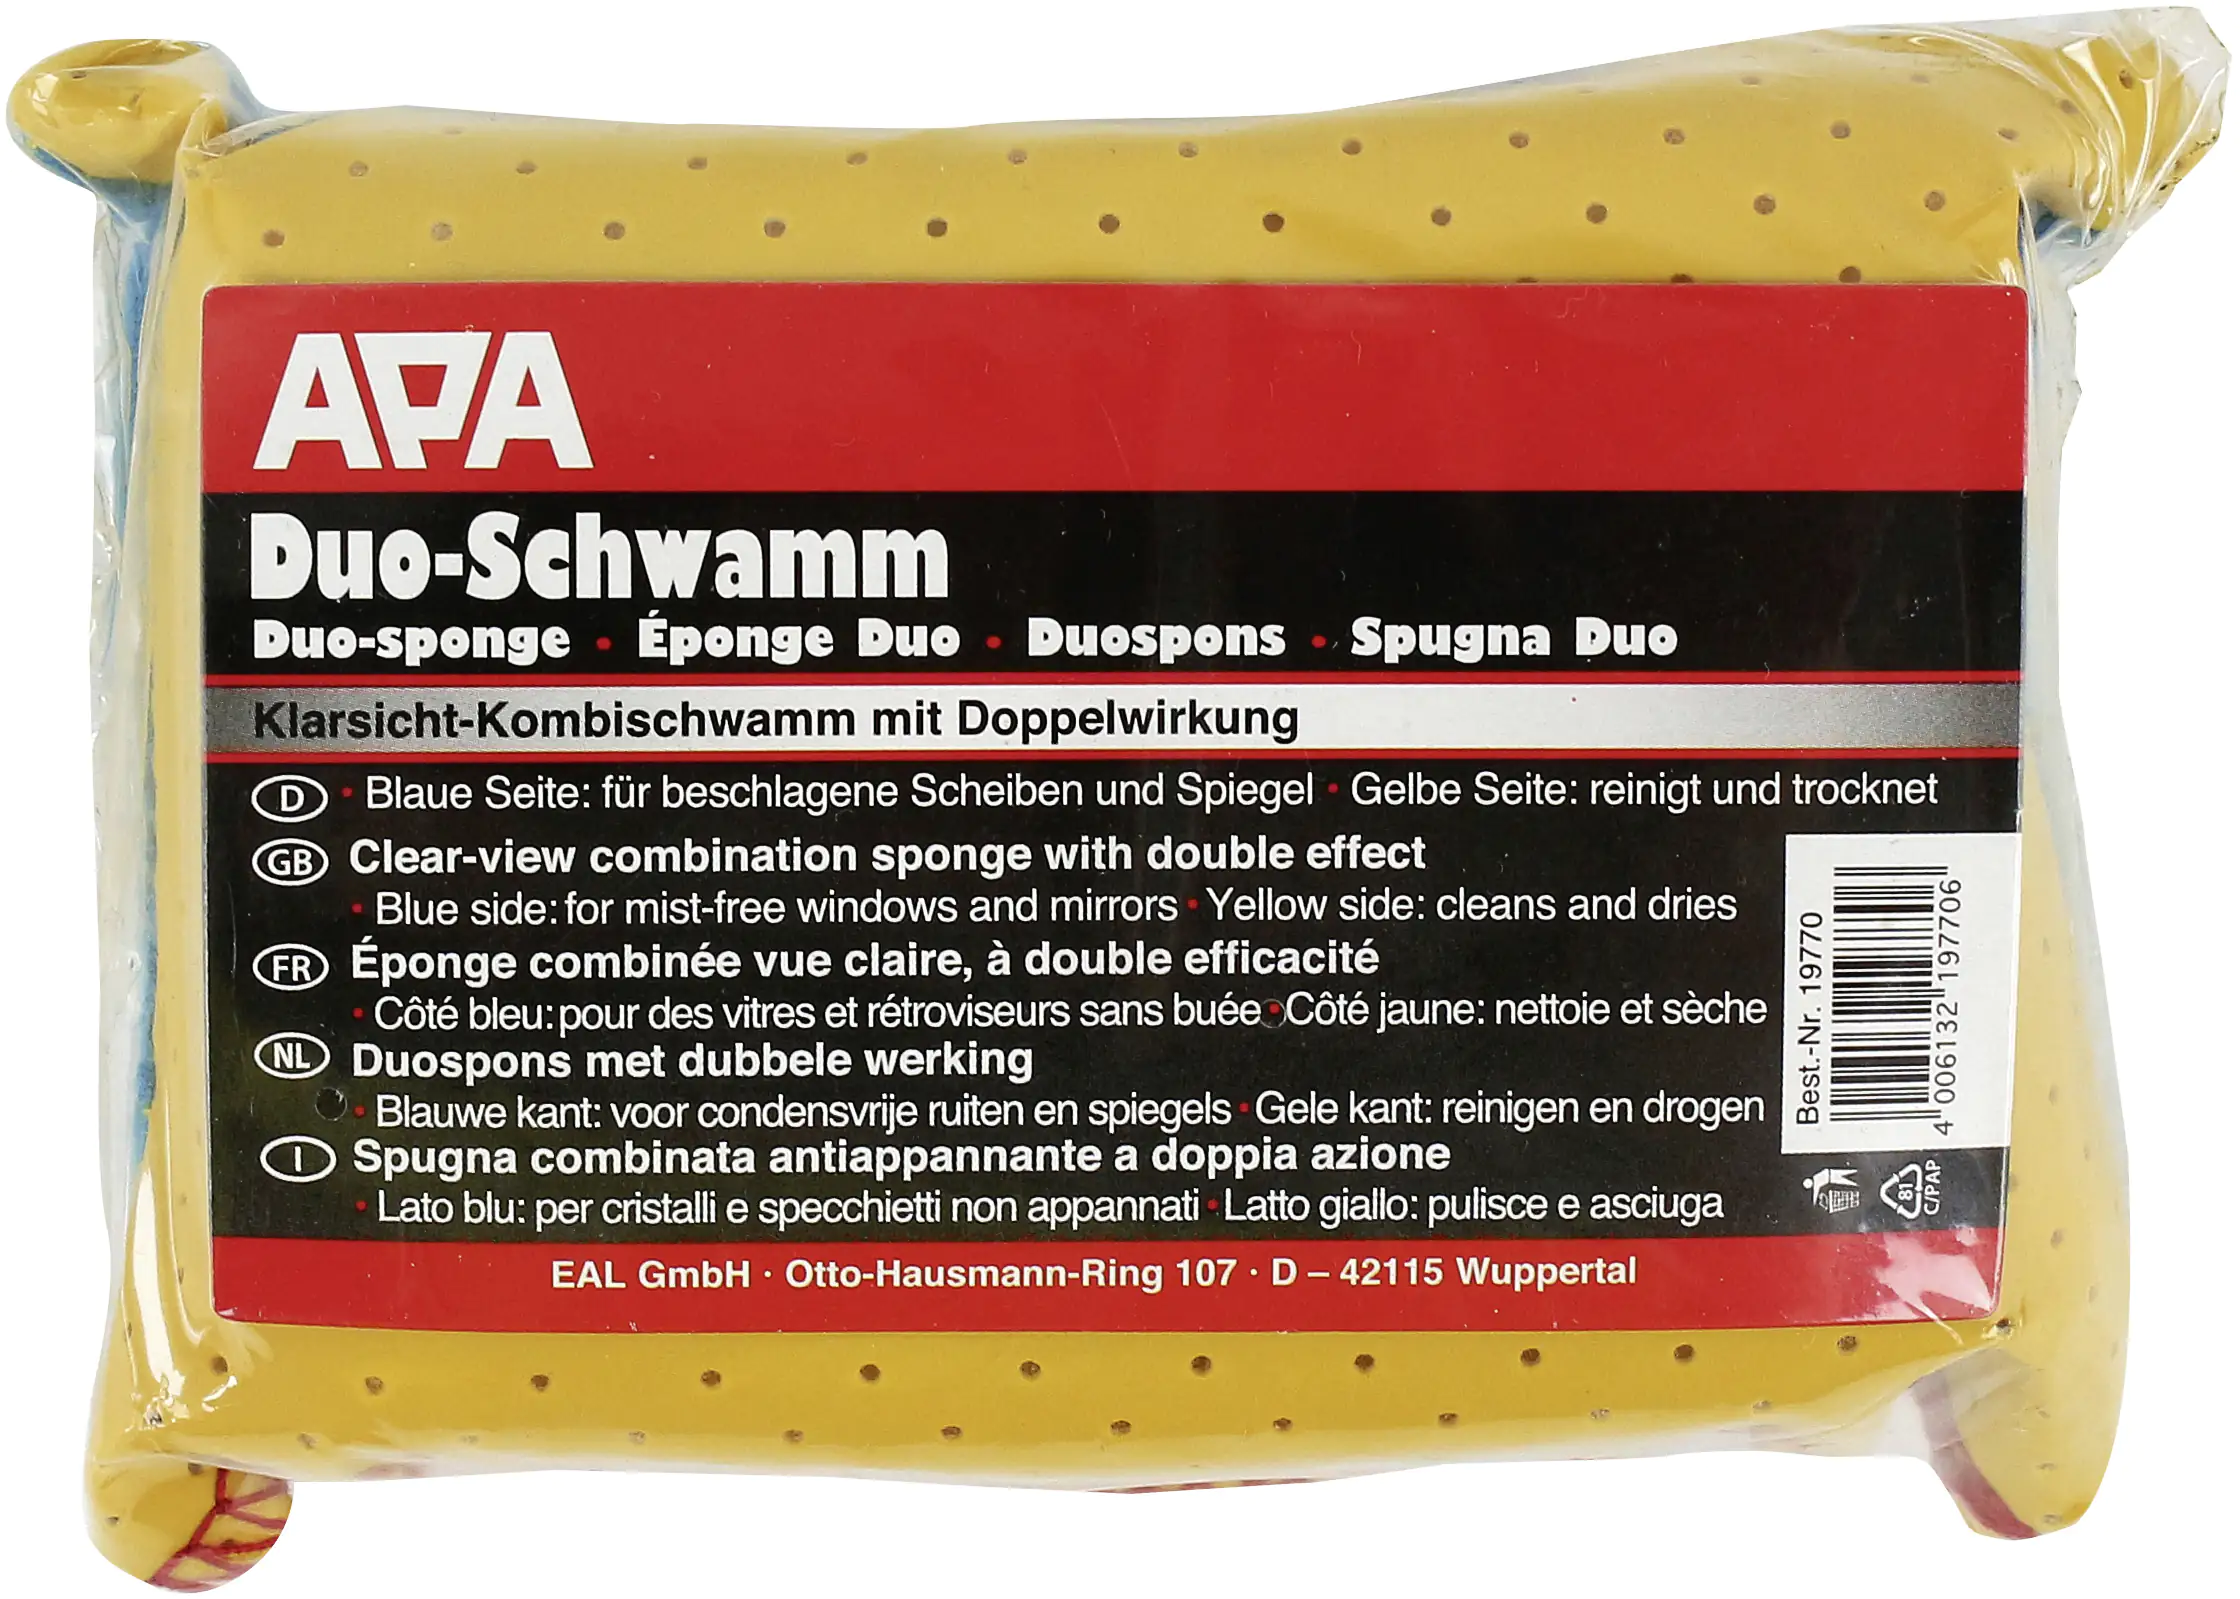 APA
Duo-Schwamm
Duo-sponge • Éponge Duo • Duospons • Spugna Duo
Klarsicht-Kombischwamm mit Doppelwirkung
D • Blaue Seite: für beschlagene Scheiben und Spiegel • Gelbe Seite: reinigt und trocknet
GB Clear-view combination sponge with double effect
• Blue side: for mist-free windows and mirrors • Yellow side: cleans and dries
FR Éponge combinée vue claire, à double efficacité
• Côté bleu: pour des vitres et rétroviseurs sans buée • Côté jaune: nettoie et sèche
NL Duospons met dubbele werking
• Blauwe kant: voor condensvrije ruiten en spiegels • Gele kant: reinigen en drogen
I Spugna combinata antiappannante a doppia azione
• Lato blu: per cristalli e specchietti non appannati • Latto giallo: pulisce e asciuga
Best.-Nr. 19770
4 006132 197706
81
C/PAP
EAL GmbH · Otto-Hausmann-Ring 107 · D – 42115 Wuppertal